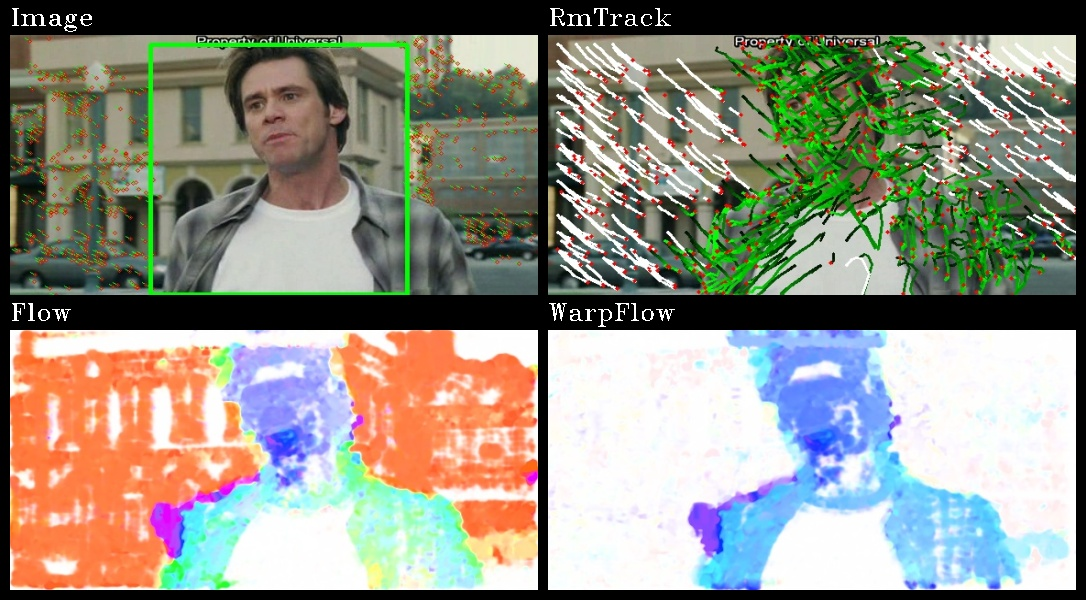 Image
RmTrack
Property of Universal
Property of Universal
Flow
WarpFlow